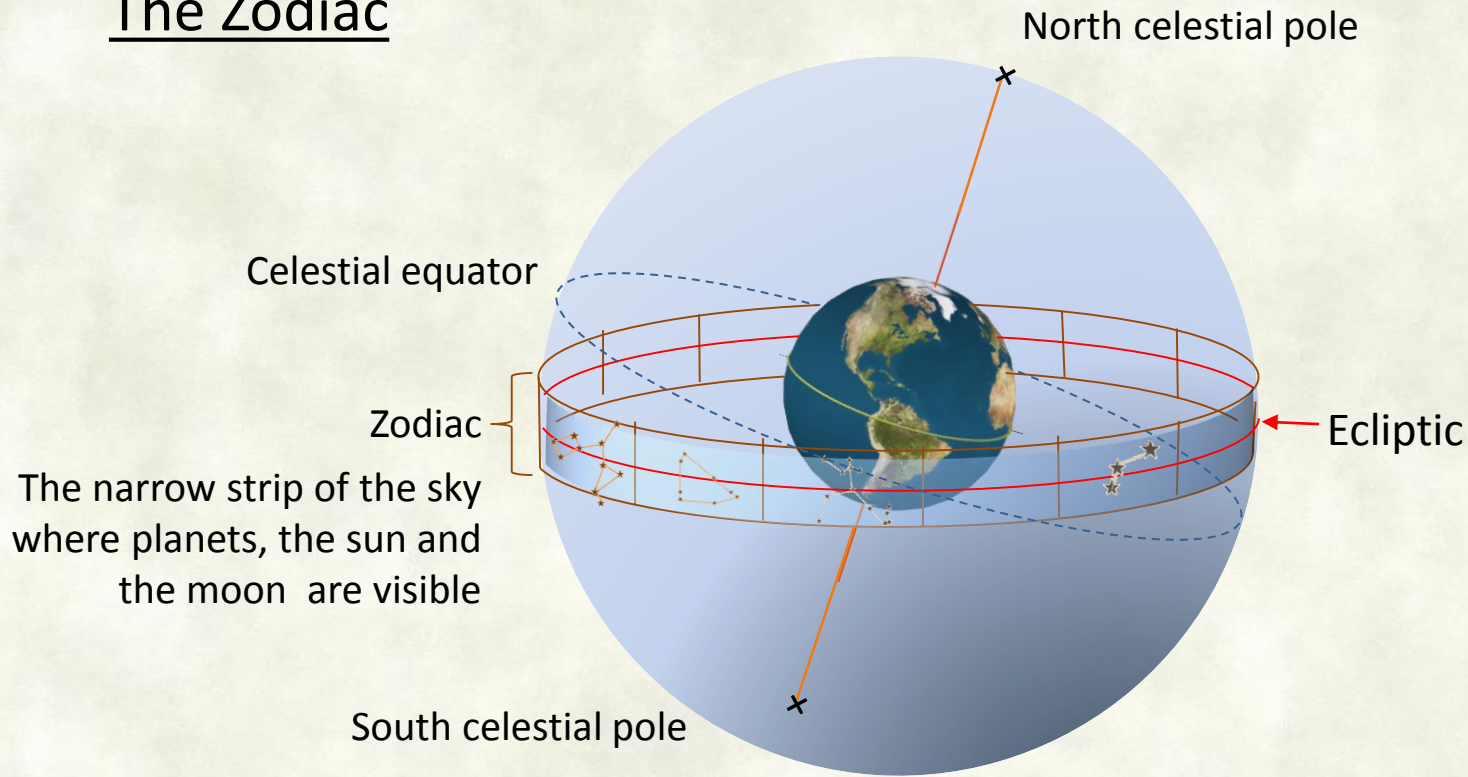 The Zodiac
North celestial pole
Celestial equator
Zodiac
Ecliptic
The narrow strip of the sky
where planets, the sun and
the moon are visible
South celestial pole